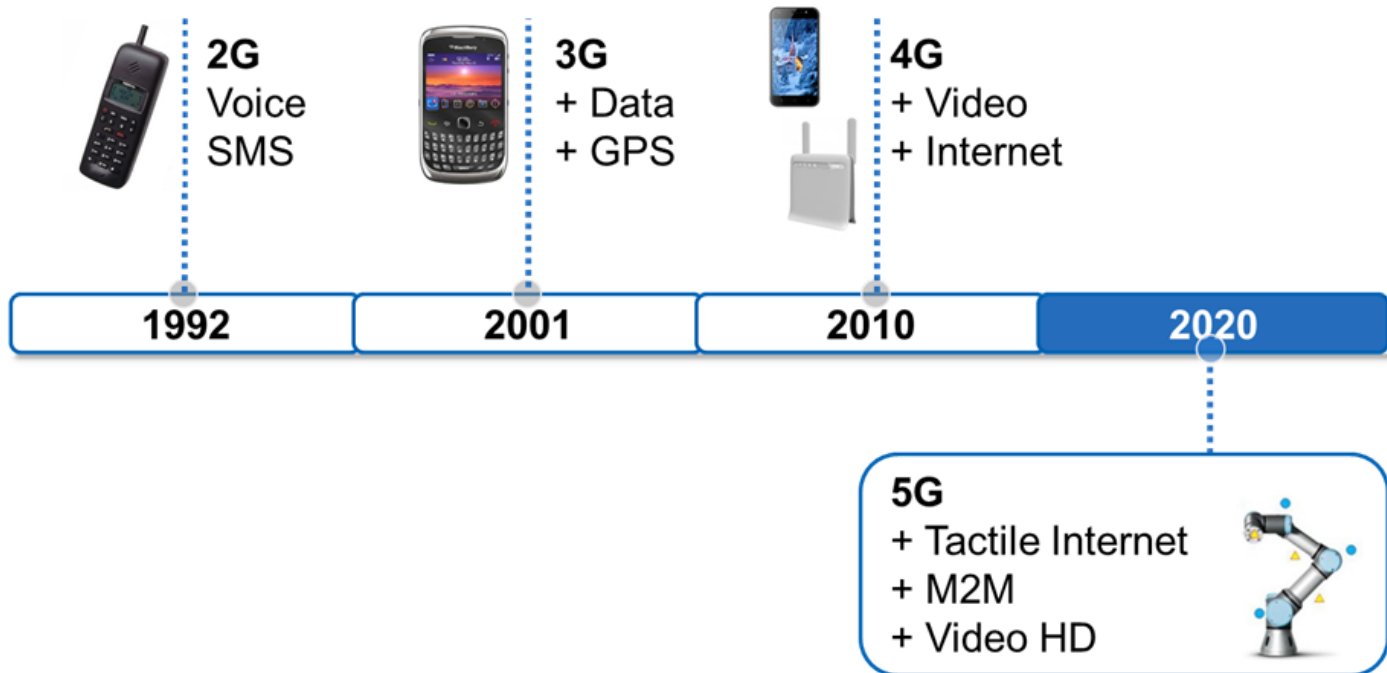 2G
Voice
SMS
3G
+ Data
+ GPS
4G
+ Video
+ Internet
1992
2001
2010
2020
5G
+ Tactile Internet
+ M2M
+ Video HD